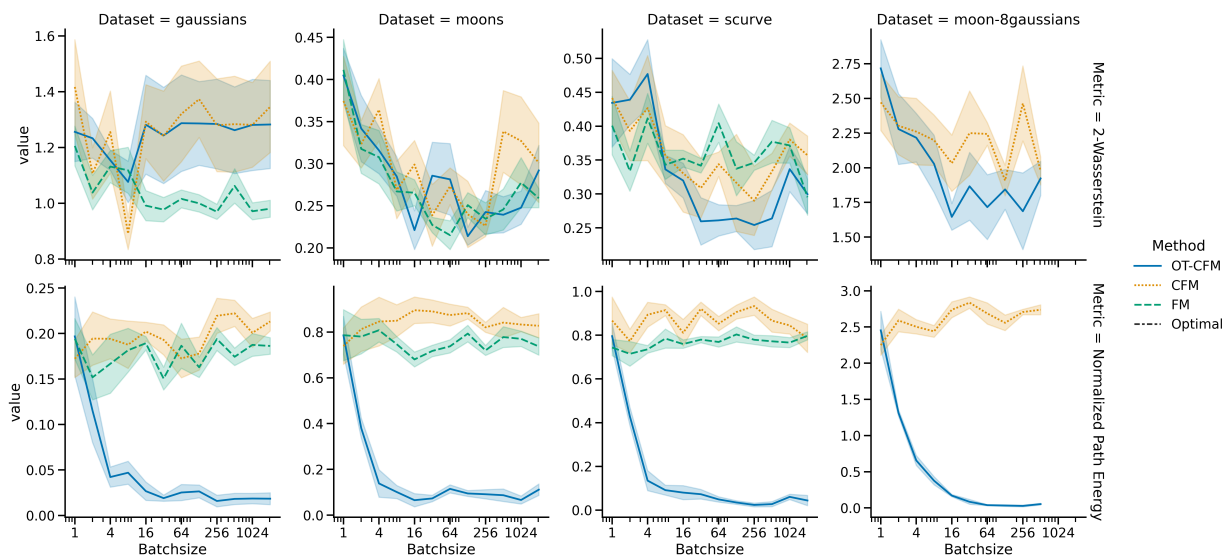 Dataset = gaussians
Dataset = moons
Dataset = scurve
Dataset = moon-8gaussians
1.6
1.4
1.2
1.0
0.8
value
0.45
0.40
0.35
0.30
0.25
0.20
0.50
0.45
0.40
0.35
0.30
0.25
2.75
2.50
2.25
2.00
1.75
1.50
Metric = 2-Wasserstein
Method
OT-CFM
CFM
FM
Optimal
0.25
0.20
0.15
0.10
0.05
0.00
value
0.8
0.6
0.4
0.2
0.0
1.0
0.8
0.6
0.4
0.2
0.0
3.0
2.5
2.0
1.5
1.0
0.5
0.0
Metric = Normalized Path Energy
1 4 16 64 256 1024
1 4 16 64 256 1024
1 4 16 64 256 1024
1 4 16 64 256 1024
Batchsize
Batchsize
Batchsize
Batchsize